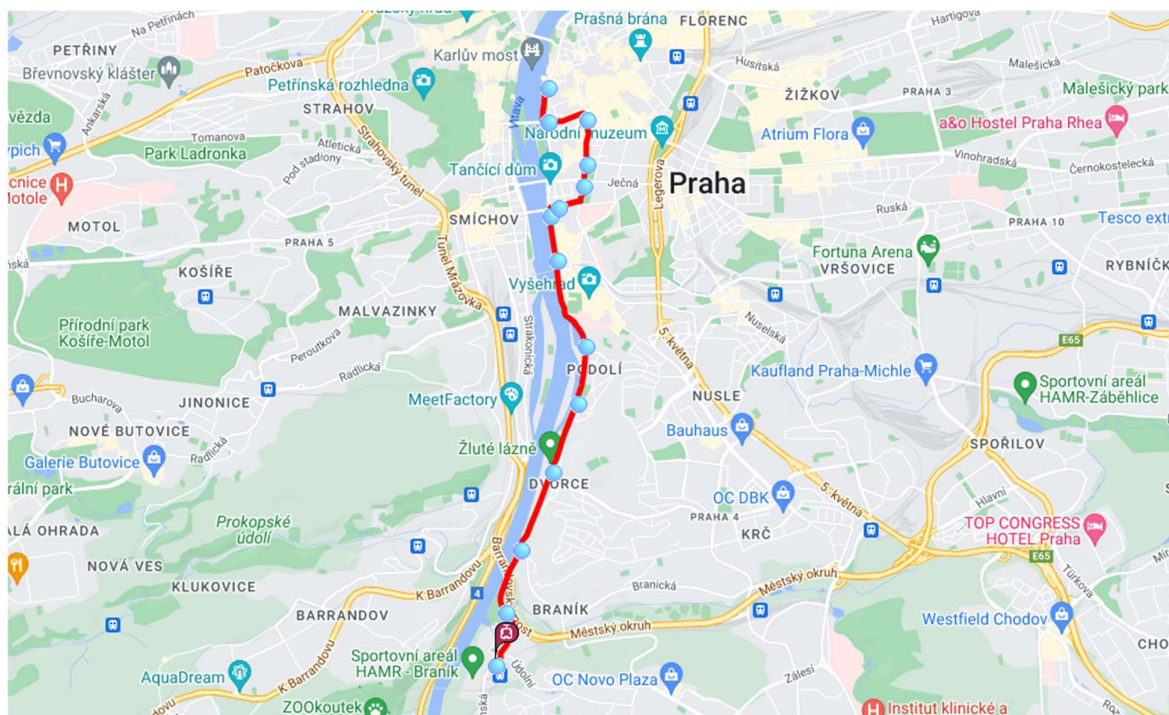 Na Petřinách
Prašná brána
FLORENC
Hartigova
PETŘINY
Patočkova
Karlův most
Husitská
Malešická
Břevnovský klášter
Petřínská rozhledna
ŽIŽKOV
PRAHA 3
Malešický park
STRAHOV
Ankarská
Vltava
a&o Hostel Praha Rhea
Tomanova
Atletická
Strahovský tunel
Národní muzeum
Atrium Flora
Park Ladronka
Pod stadiony
Tančící dům
Vinohradská
Černokostelecká
Ječná
Legerova
Praha
SMÍCHOV
Ruská
PRAHA 10
MOTOL
PRAHA 5
Tunel Mrázovka
Fortuna Arena
VRŠOVICE
KOŠÍŘE
Vyšehrad
MALVAZINKY
Přírodní park
Košíře-Motol
Peroutkova
Strakonická
Nuselská
5. května
E65
Radlická
PODOLÍ
Kaufland Praha-Michle
Sportovní areál
HAMR-Záběhlice
Bucharova
JINONICE
MeetFactory
NUSLE
NOVÉ BUTOVICE
Radlická
Bauhaus
SPOŘILOV
Galerie Butovice
Žluté lázně
DVORCE
OC DBK
5. května
Hlavní
PRAHA 4
KRČ
Prokopské
údolí
TOP CONGRESS
HOTEL Praha
NOVÁ VES
E65
KLUKOVICE
K Barrandovu
Türkova
Branická
Městský okruh
4
BARRANDOV
BRANÍK
Westfield Chodov
Městský okruh
Sportovní areál
HAMR - Braník
Údolní
AquaDream
K Barrandovu
OC Novo Plaza
Zálesí
ZOOkoutek
Institut klinické a